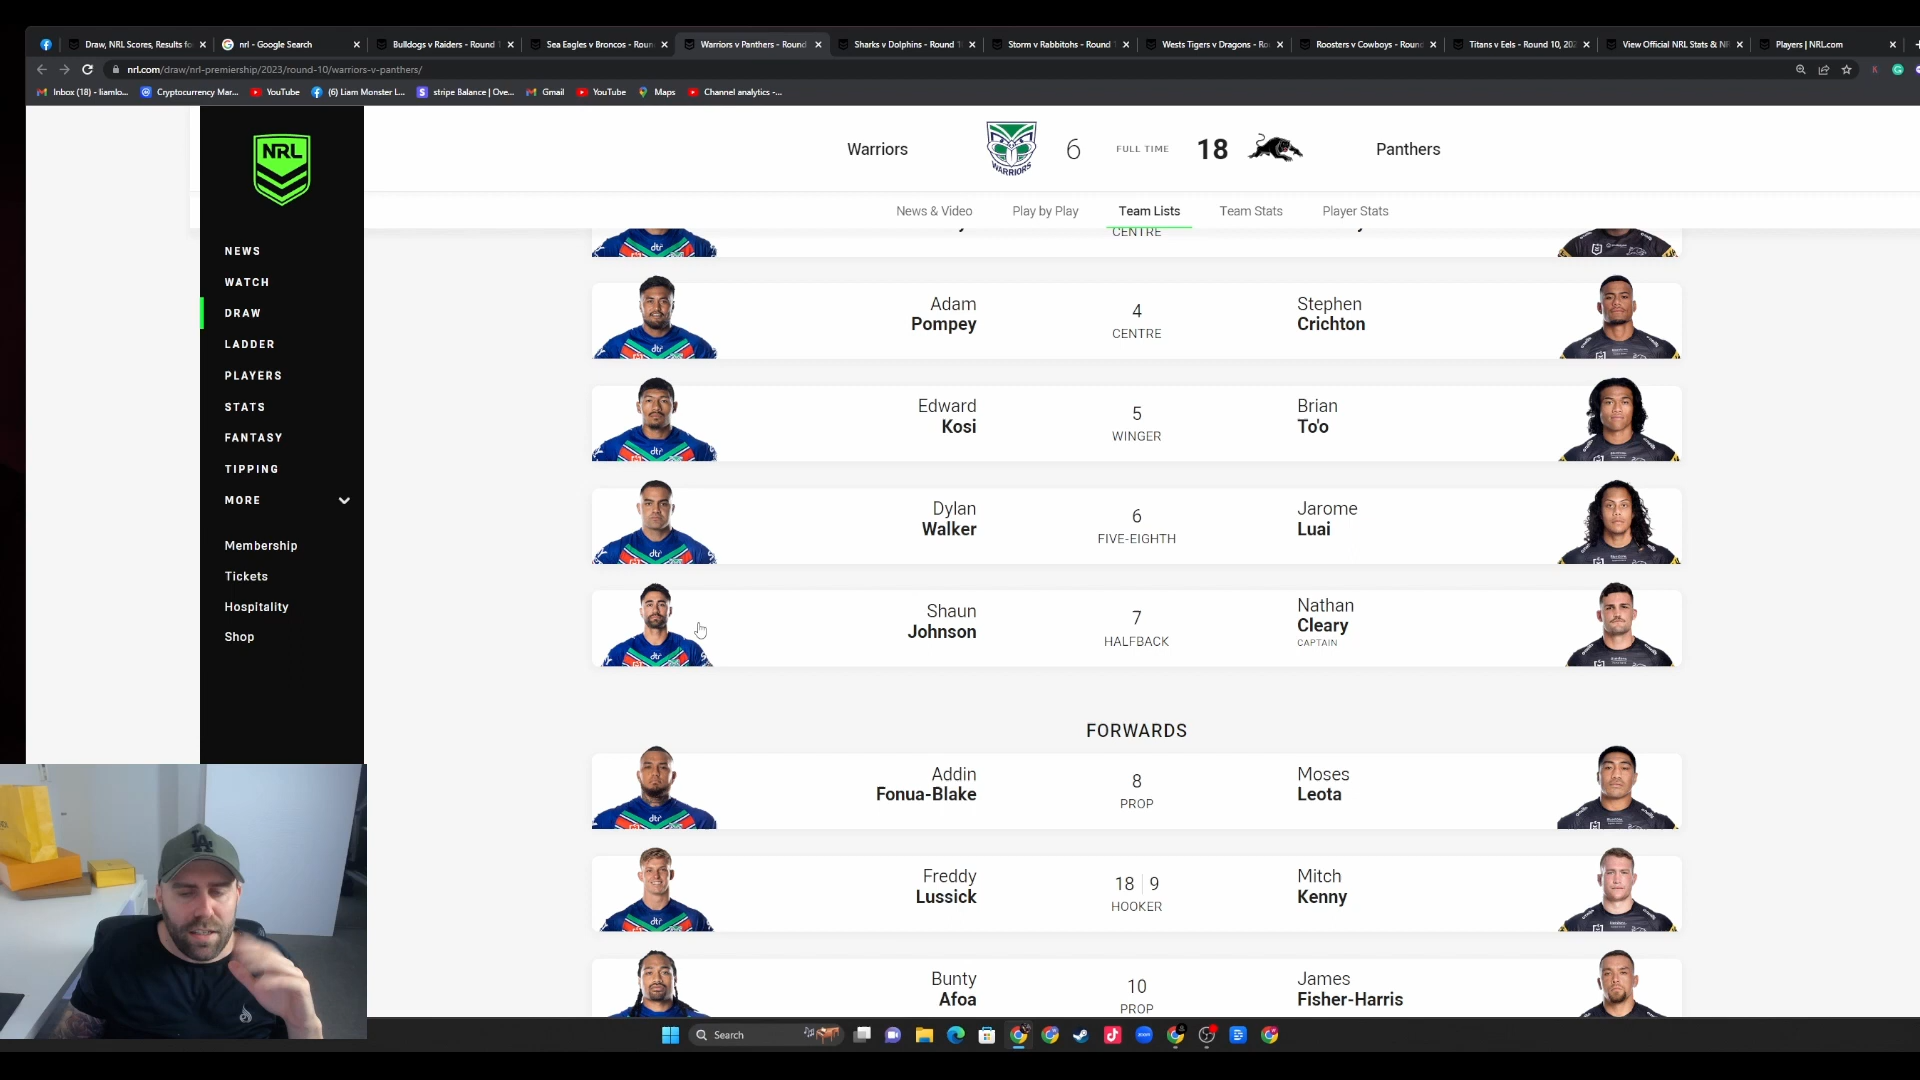 Draw, NRL Scores, Results fo
nrl - Google Search
Bulldogs v Raiders - Round 1
Sea Eagles v Broncos - Roun
Warriors v Panthers - Round
Sharks v Dolphins - Round 1
Storm v Rabbitohs - Round
Wests Tigers v Dragons - Ro
Roosters v Cowboys - Round
Titans v Eels - Round 10, 202
View Official NRL Stats & NR
Players | NRL.com
nrl.com/draw/nrl-premiership/2023/round-10/warriors-v-panthers/
Inbox (18) - liamlo...
Cryptocurrency Mar...
YouTube
(6) Liam Monster L...
stripe Balance | Ove...
Gmail
YouTube
Maps
Channel analytics -...
NRL
Warriors
WARRIORS
6
FULL TIME
18
Panthers
News & Video
Play by Play
Team Lists
Team Stats
Player Stats
NEWS
WATCH
DRAW
LADDER
PLAYERS
STATS
FANTASY
TIPPING
MORE
Membership
Tickets
Hospitality
Shop
CENTRE
Adam
Pompey
4
CENTRE
Stephen
Crichton
Edward
Kosi
5
WINGER
Brian
To'o
Dylan
Walker
6
FIVE-EIGHTH
Jarome
Luai
Shaun
Johnson
7
HALFBACK
Nathan
Cleary
CAPTAIN
FORWARDS
Addin
Fonua-Blake
8
PROP
Moses
Leota
Freddy
Lussick
18 | 9
HOOKER
Mitch
Kenny
Bunty
Afoa
10
PROP
James
Fisher-Harris
Search